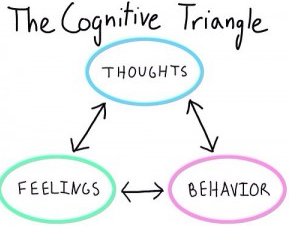 The Cognitive Triangle
THOUGHTS
FEELINGS
BEHAVIOR